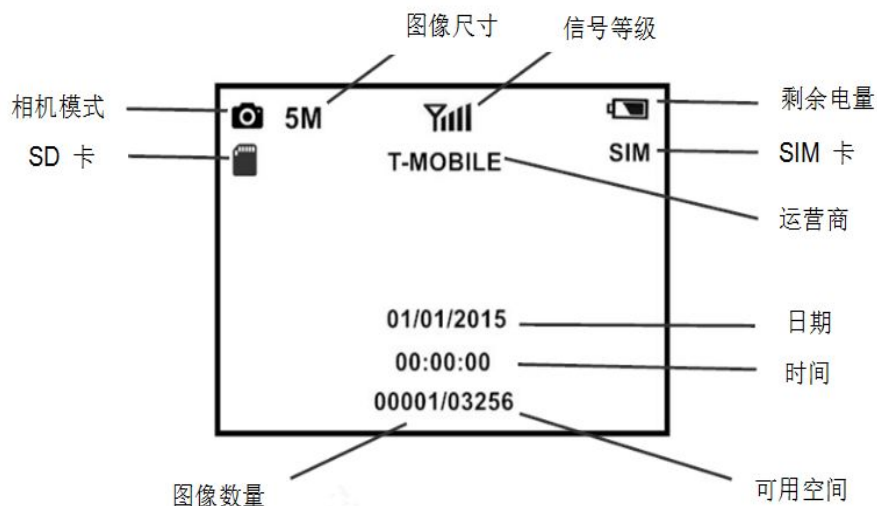 图像尺寸
信号等级
相机模式
5M
剩余电量
SD 卡
T-MOBILE
SIM
SIM 卡
运营商
01/01/2015
日期
00:00:00
时间
00001/03256
图像数量
可用空间